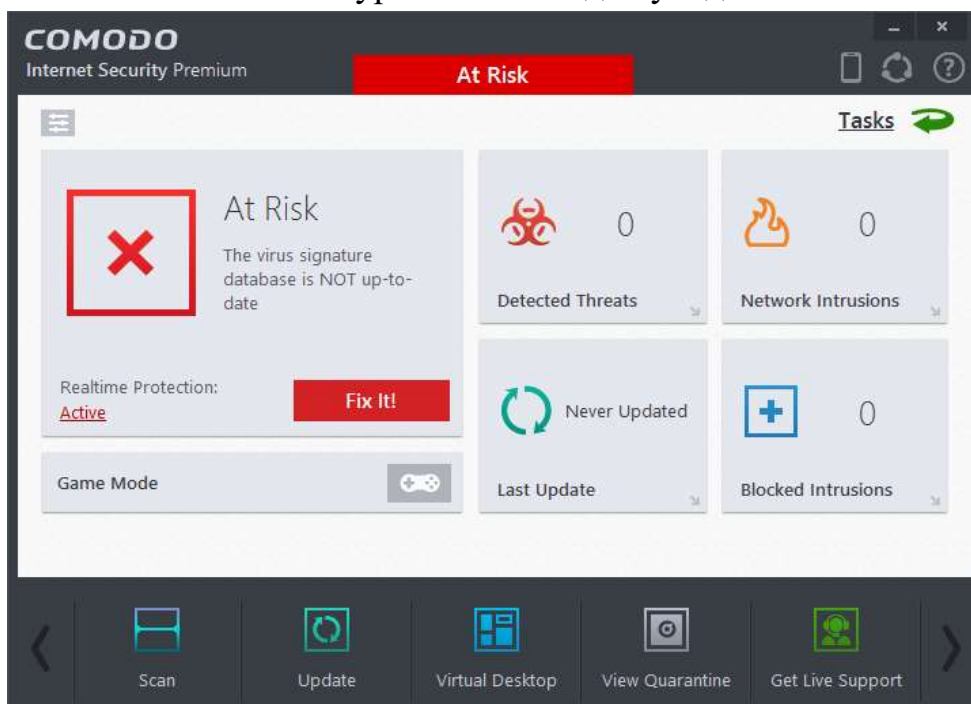 COMODO
Internet Security Premium
At Risk
Tasks
At Risk
The virus signature
database is NOT up-to-
date
Realtime Protection:
Active
Fix It!
Game Mode
0
Detected Threats
0
Network Intrusions
Never Updated
Last Update
0
Blocked Intrusions
Scan
Update
Virtual Desktop
View Quarantine
Get Live Support